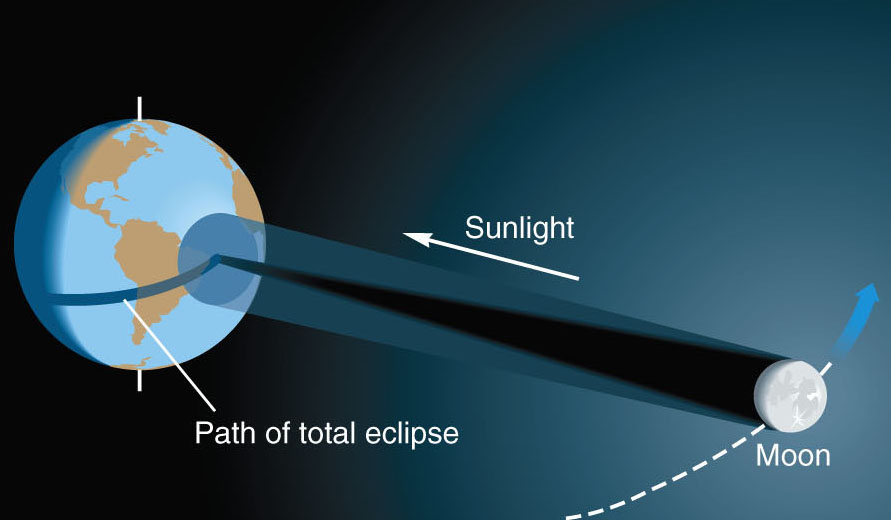 Sunlight
Path of total eclipse
Moon